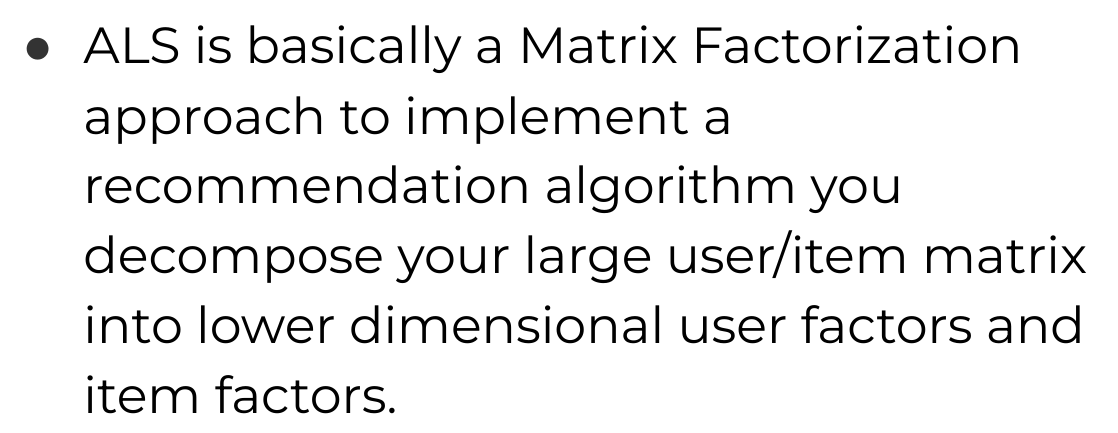 ● ALS is basically a Matrix Factorization
approach to implement a
recommendation algorithm you
decompose your large user/item matrix
into lower dimensional user factors and
item factors.